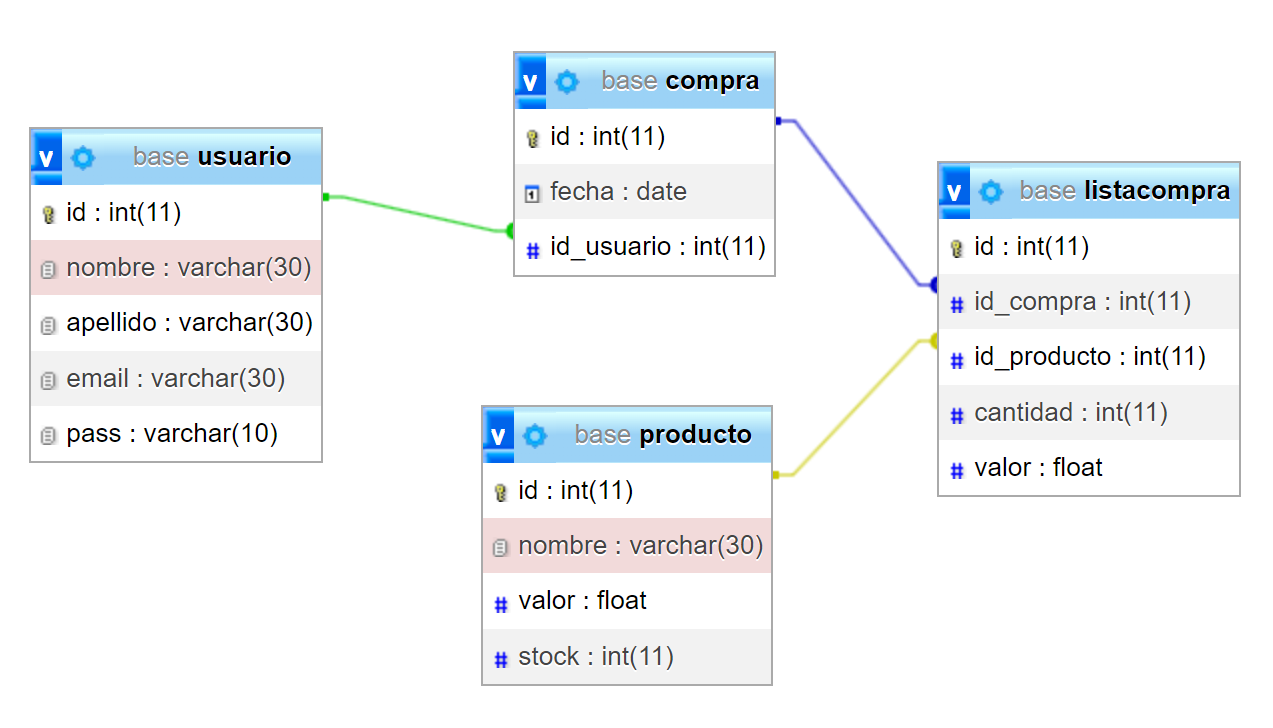 v base usuario
id : int(11)
nombre : varchar(30)
apellido : varchar(30)
email : varchar(30)
pass : varchar(10)
v base compra
id : int(11)
fecha : date
id_usuario : int(11)
v base producto
id : int(11)
nombre : varchar(30)
valor : float
stock : int(11)
v base listacompra
id : int(11)
id_compra : int(11)
id_producto : int(11)
cantidad : int(11)
valor : float